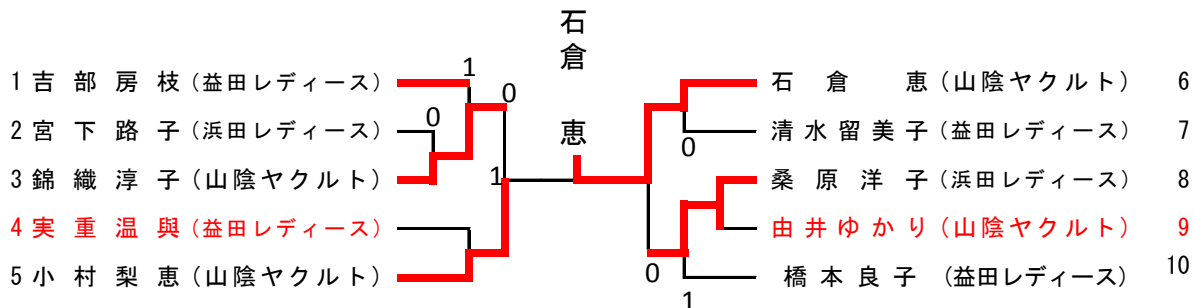 石倉 恵
1 吉部房枝（益田レディース）
2 宮下路子（浜田レディース）
3 錦織淳子（山陰ヤクルト）
4 実重温與（益田レディース）
5 小村梨恵（山陰ヤクルト）
1
0
0
1
石倉 恵（山陰ヤクルト） 6
清水留美子（益田レディース） 7
桑原洋子（浜田レディース） 8
由井ゆかり（山陰ヤクルト） 9
橋本良子（益田レディース） 10
0
0
1